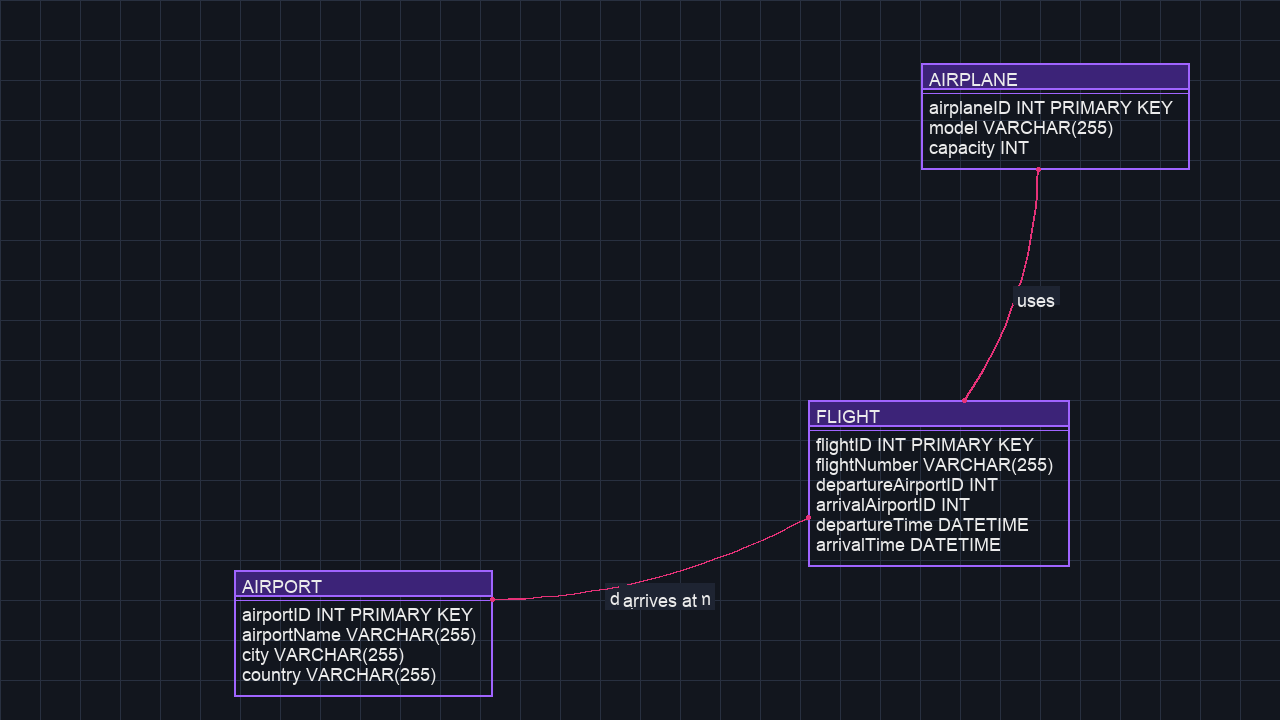 AIRPLANE
airplaneID INT PRIMARY KEY
model VARCHAR(255)
capacity INT
uses
FLIGHT
flightID INT PRIMARY KEY
flightNumber VARCHAR(255)
departureAirportID INT
arrivalAirportID INT
departureTime DATETIME
arrivalTime DATETIME
arrives at
AIRPORT
airportID INT PRIMARY KEY
airportName VARCHAR(255)
city VARCHAR(255)
country VARCHAR(255)